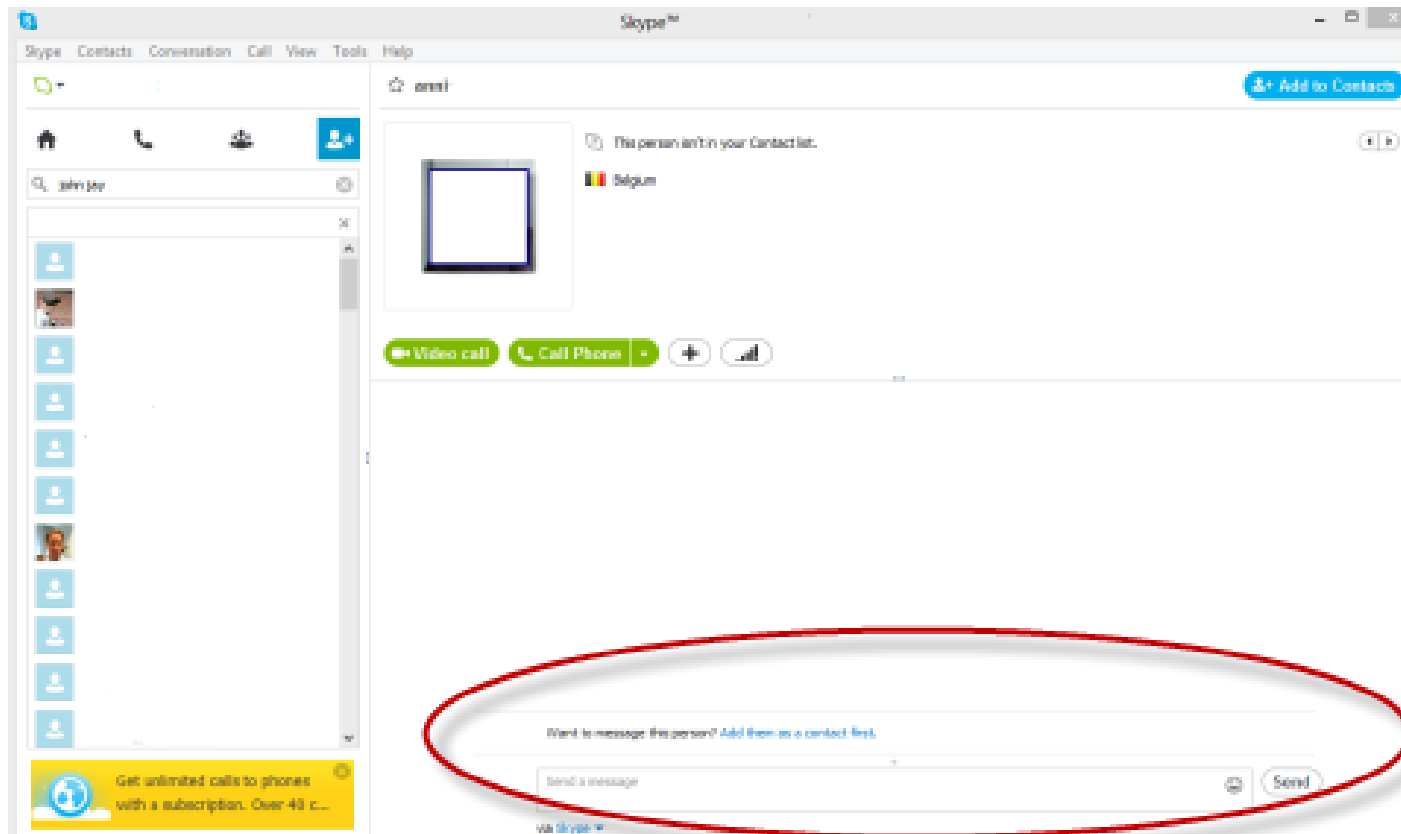 Skype™
Skype Contacts Conversation Call View Tools Help
anni
Add to Contacts
This person isn't in your Contact list.
Belgium
john jay
Video call
Call Phone
Want to message this person? Add them as a contact first.
Send a message
Send
via Skype
Get unlimited calls to phones
with a subscription. Over 40 c...